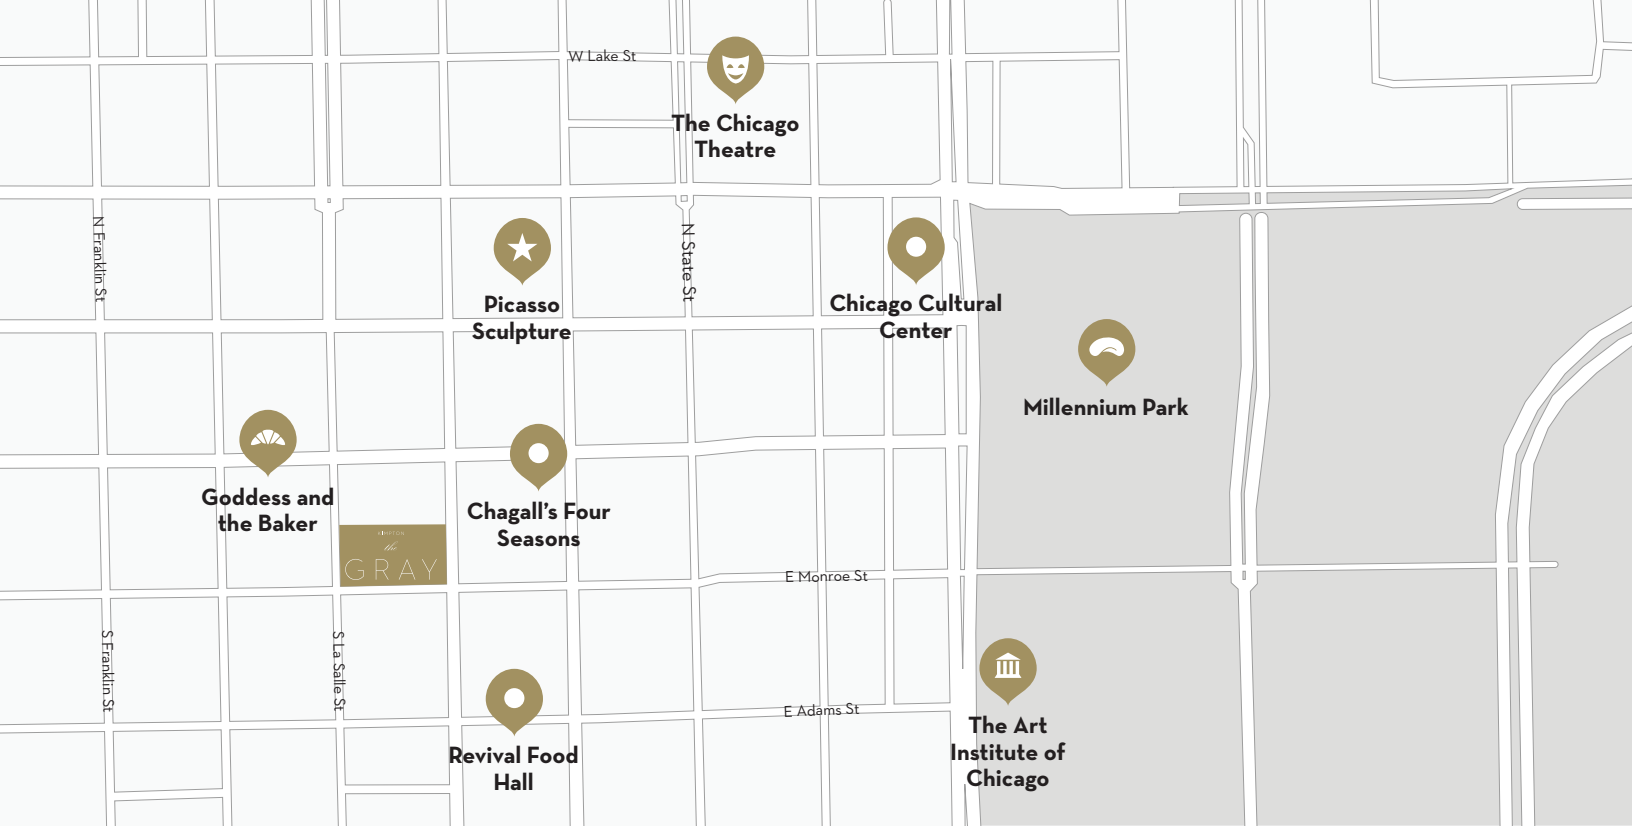 W Lake St
The Chicago
Theatre
N Franklin St
N State St
Picasso
Sculpture
Chicago Cultural
Center
Millennium Park
Goddess and
the Baker
Chagall's Four
Seasons
KIMPTON
the
GRAY
E Monroe St
S Franklin St
S La Salle St
E Adams St
Revival Food
Hall
The Art
Institute of
Chicago